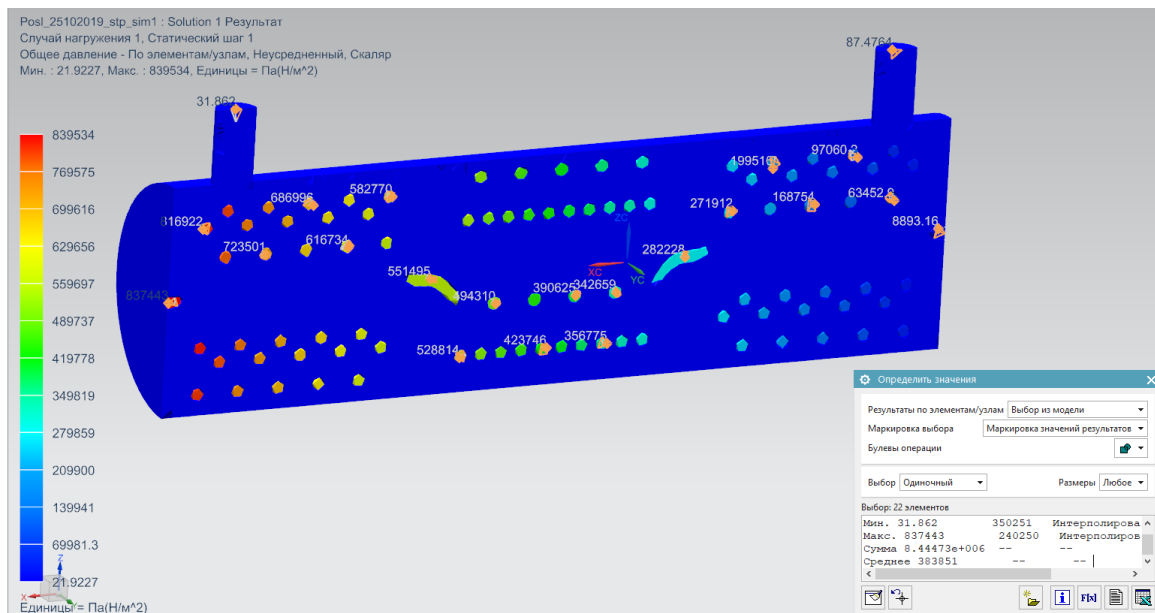 Posl_25102019_stp_sim1 : Solution 1 Результат
Случай нагружения 1, Статический шаг 1
Общее давление - По элементам/узлам, Неусредненный, Скаляр
Мин. : 21.9227, Макс. : 839534, Единицы = Па(Н/м^2)
87.4764
31.862
839534
769575
699616
629656
559697
489737
419778
349819
279859
209900
139941
69981.3
21.9227
199516
97060.2
582770
686996
271912
168754
63452.6
816922
723501
616734
8893.16
282228
551495
837443
494310
390625
342659
528814
423746
356775
ZC
XC
YC
Z
X
Y
Единицы = Па(Н/м^2)
Определить значения
Результаты по элементам/узлам Выбор из модели
Маркировка выбора Маркировка значений результатов
Булевы операции
Выбор Одиночный Размеры Любое
Выбор: 22 элементов
Мин. 31.862 350251 Интерполирова
Макс. 837443 240250 Интерполиров
Сумма 8.44473e+006 -- --
Среднее 383851 -- --
F[x]